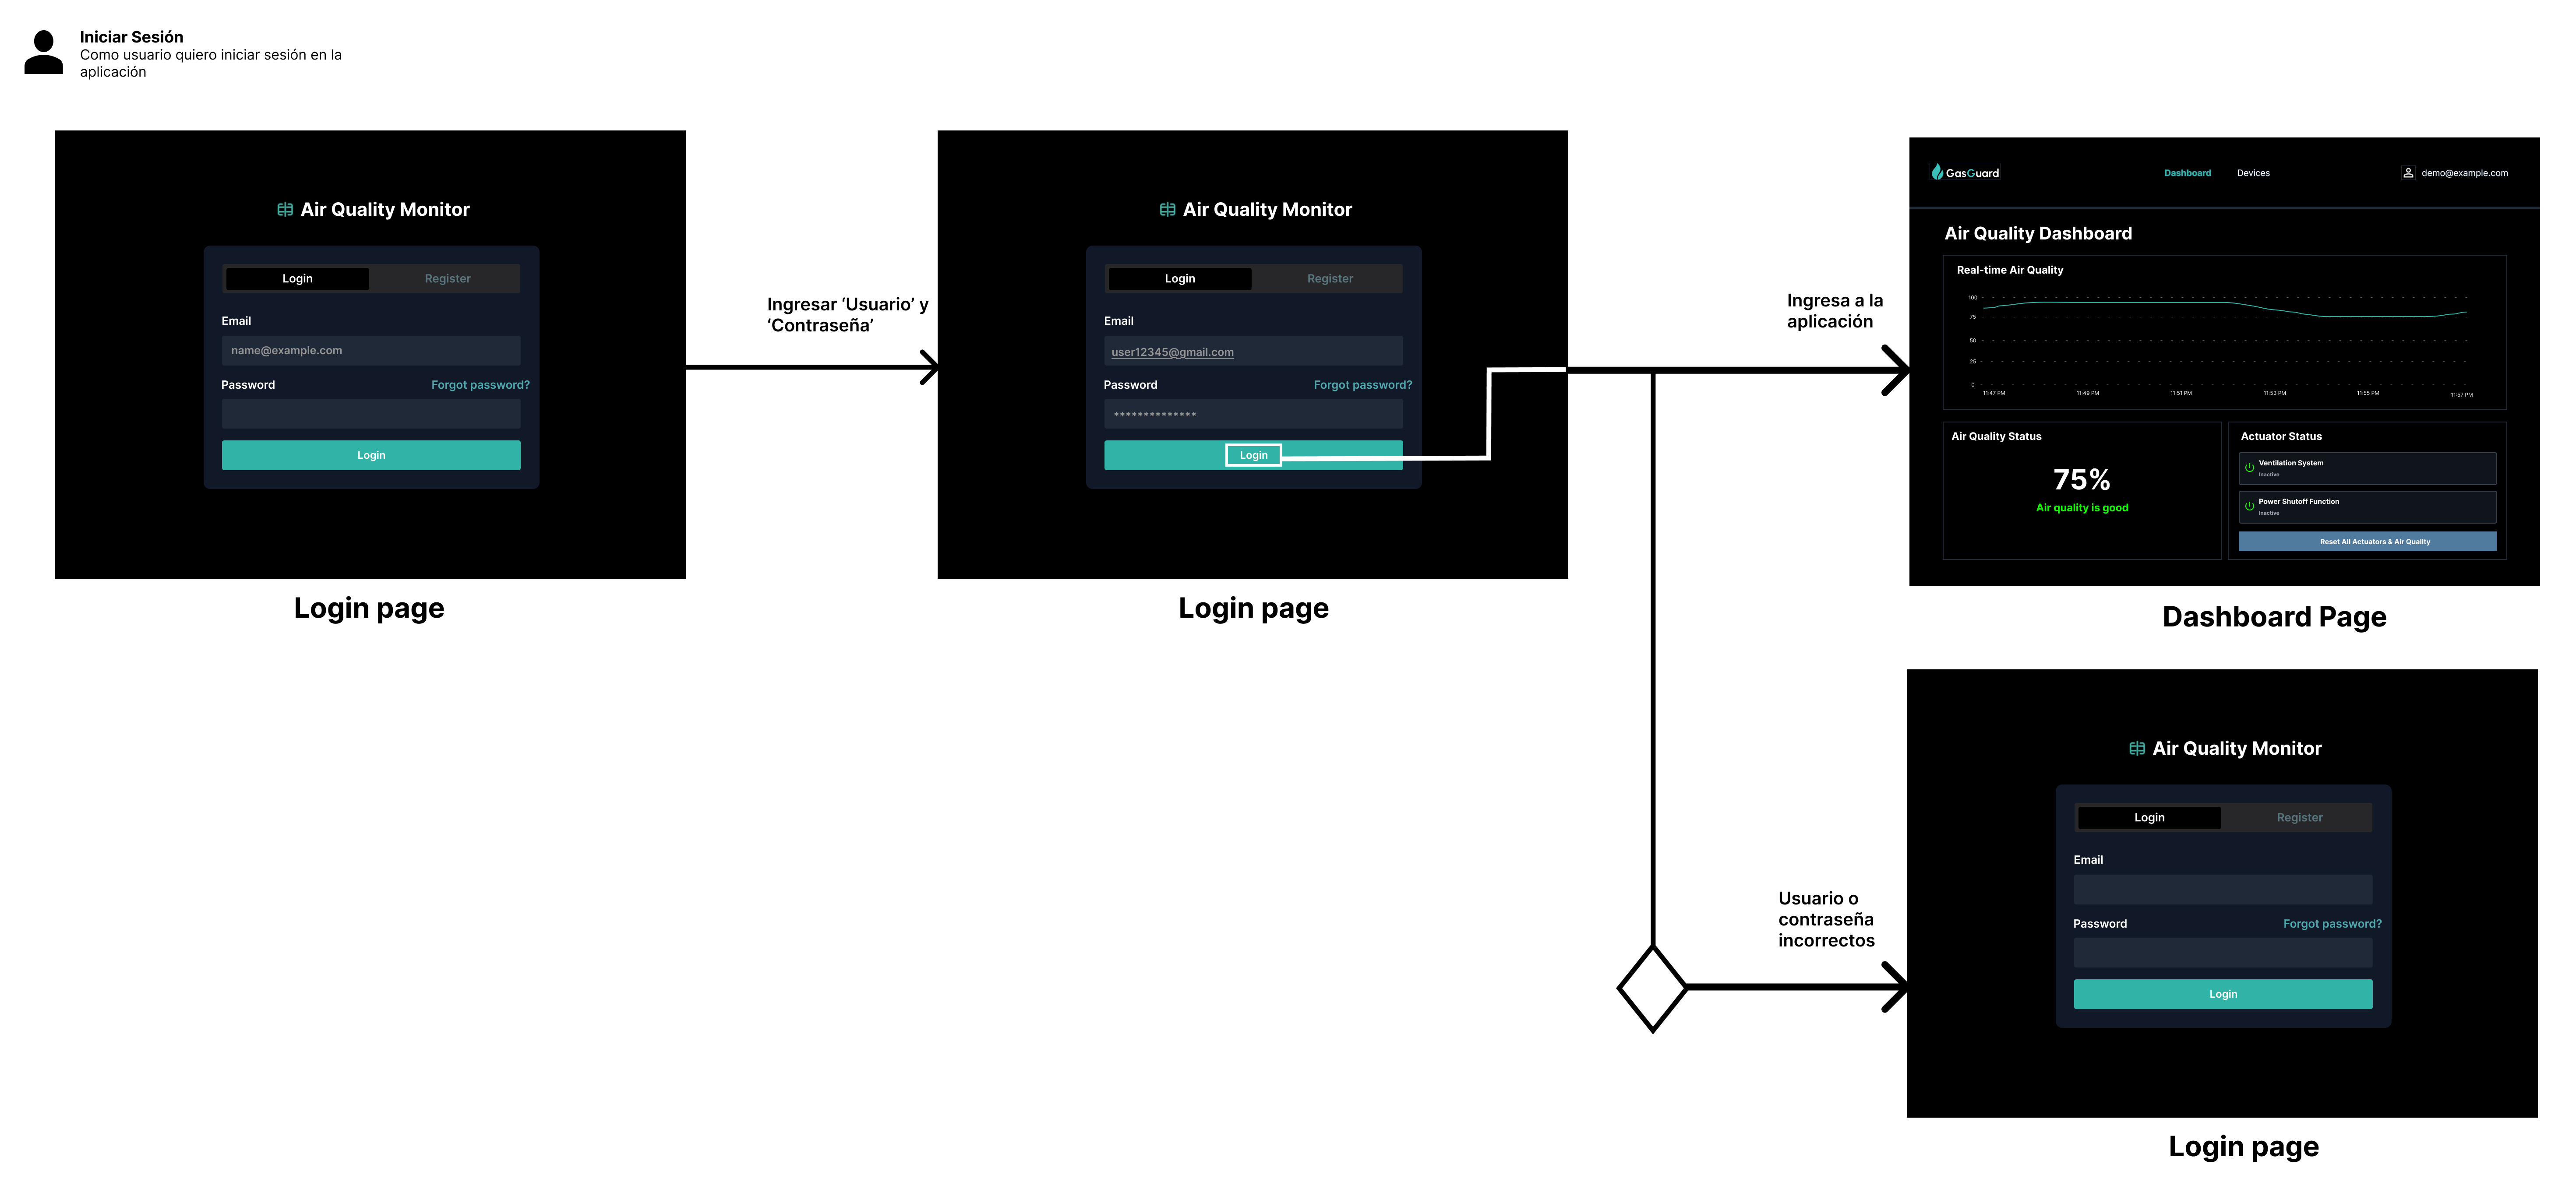 Iniciar Sesión
Como usuario quiero iniciar sesión en la
aplicación
Air Quality Monitor
Login Register
Email
name@example.com
Password Forgot password?
Login
Login page
Ingresar ‘Usuario’ y
‘Contraseña’
Air Quality Monitor
Login Register
Email
user12345@gmail.com
Password Forgot password?
**************
Login
Login page
Ingresa a la
aplicación
GasGuard Dashboard Devices demo@example.com
Air Quality Dashboard
Real-time Air Quality
100
75
50
25
0
11:47 PM 11:49 PM 11:51 PM 11:53 PM 11:55 PM 11:57 PM
Air Quality Status
75%
Air quality is good
Actuator Status
Ventilation System
Inactive
Power Shutoff Function
Inactive
Reset All Actuators & Air Quality
Dashboard Page
Usuario o
contraseña
incorrectos
Air Quality Monitor
Login Register
Email
Password Forgot password?
Login
Login page